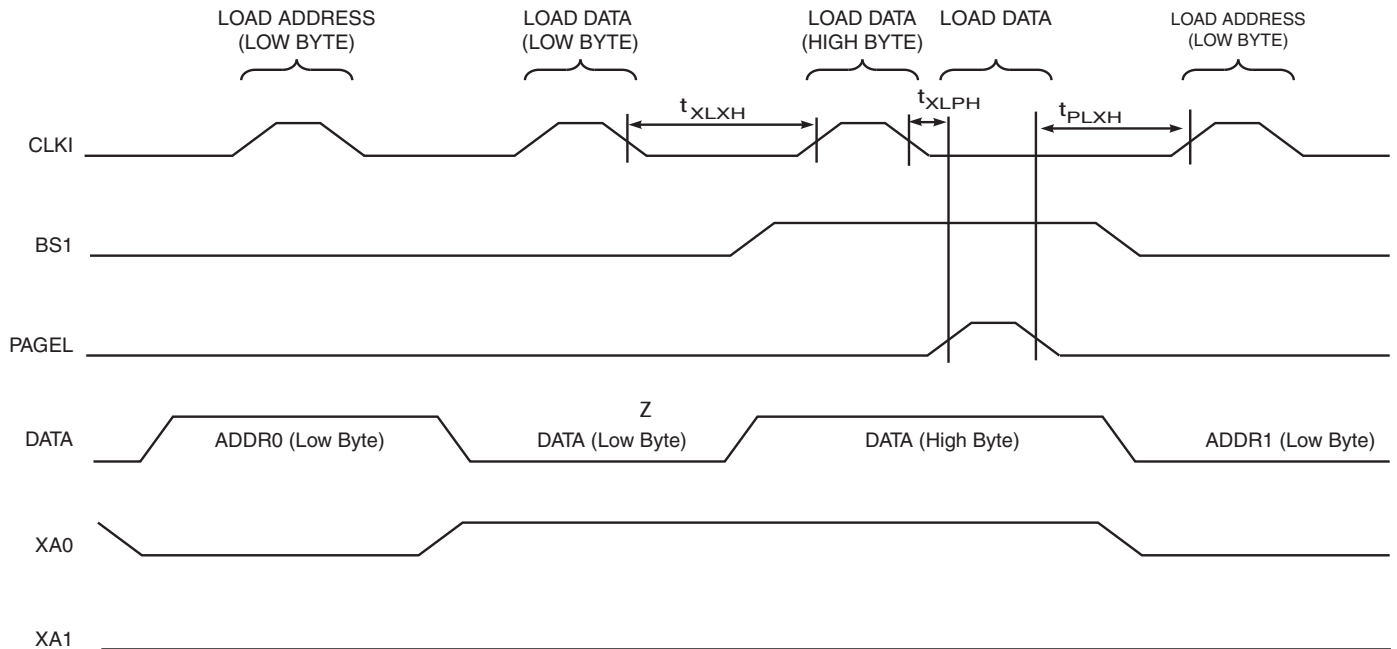 LOAD ADDRESS
(LOW BYTE)
LOAD DATA
(LOW BYTE)
LOAD DATA
(HIGH BYTE)
LOAD DATA
LOAD ADDRESS
(LOW BYTE)
tXLXH
tXLPH
tPLXH
CLKI
BS1
PAGEL
z
DATA
ADDR0 (Low Byte)
DATA (Low Byte)
DATA (High Byte)
ADDR1 (Low Byte)
XA0
XA1